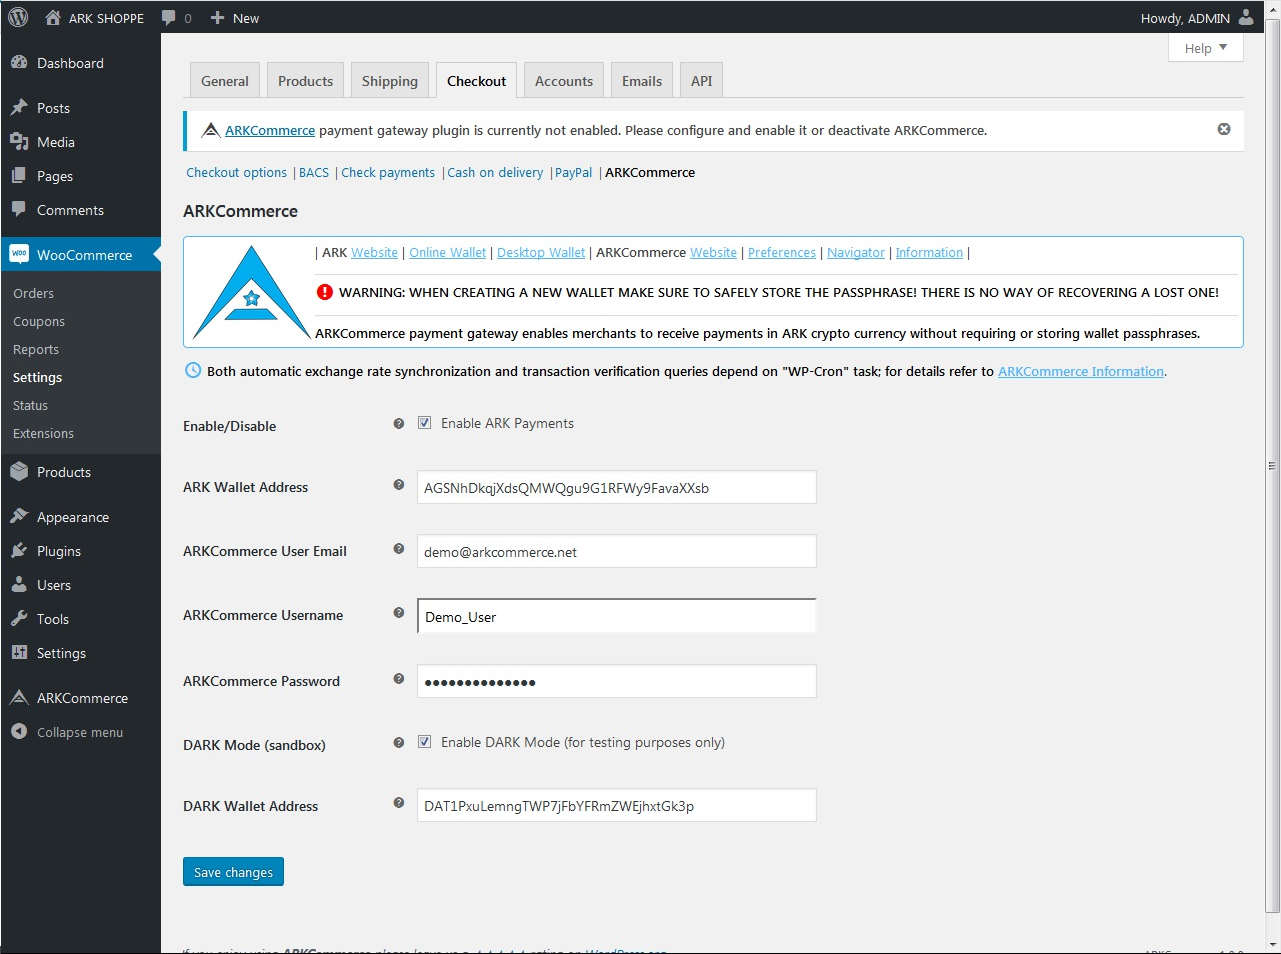 ARK SHOPPE 0 New Howdy, ADMIN
Help
Dashboard
Posts
Media
Pages
Comments
WooCommerce
Orders
Coupons
Reports
Settings
Status
Extensions
Products
Appearance
Plugins
Users
Tools
Settings
ARKCommerce
Collapse menu
General Products Shipping Checkout Accounts Emails API
ARKCommerce payment gateway plugin is currently not enabled. Please configure and enable it or deactivate ARKCommerce.
Checkout options | BACS | Check payments | Cash on delivery | PayPal | ARKCommerce
ARKCommerce
| ARK Website | Online Wallet | Desktop Wallet | ARKCommerce Website | Preferences | Navigator | Information |
WARNING: WHEN CREATING A NEW WALLET MAKE SURE TO SAFELY STORE THE PASSPHRASE! THERE IS NO WAY OF RECOVERING A LOST ONE!
ARKCommerce payment gateway enables merchants to receive payments in ARK crypto currency without requiring or storing wallet passphrases.
Both automatic exchange rate synchronization and transaction verification queries depend on "WP-Cron" task; for details refer to ARKCommerce Information.
Enable/Disable Enable ARK Payments
ARK Wallet Address AGSNhDkqjXdsQMWQgu9G1RFWy9FavaXXsb
ARKCommerce User Email demo@arkcommerce.net
ARKCommerce Username Demo_User
ARKCommerce Password ••••••••••••••
DARK Mode (sandbox) Enable DARK Mode (for testing purposes only)
DARK Wallet Address DAT1PxuLemngTWP7jFbYFRmZWEjhxtGk3p
Save changes